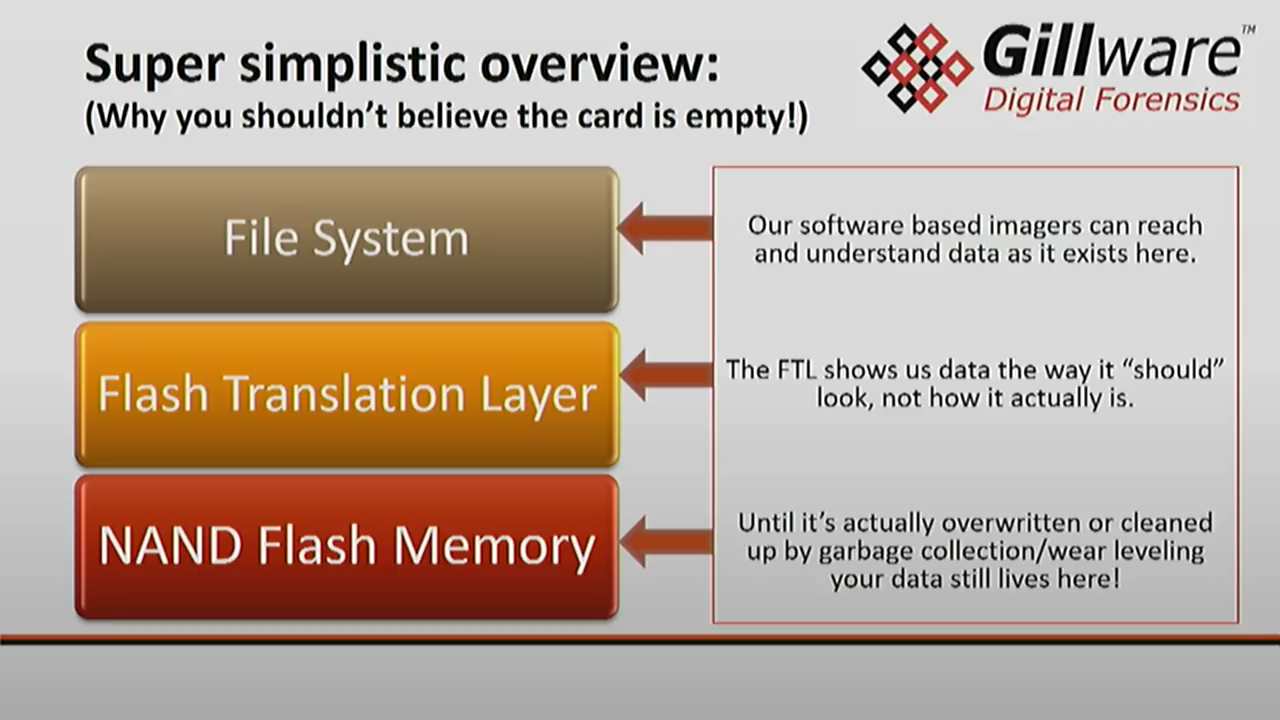 Super simplistic overview:
(Why you shouldn't believe the card is empty!)
Gillware™
Digital Forensics
File System
Our software based imagers can reach
and understand data as it exists here.
Flash Translation Layer
The FTL shows us data the way it “should”
look, not how it actually is.
NAND Flash Memory
Until it's actually overwritten or cleaned
up by garbage collection/wear leveling
your data still lives here!